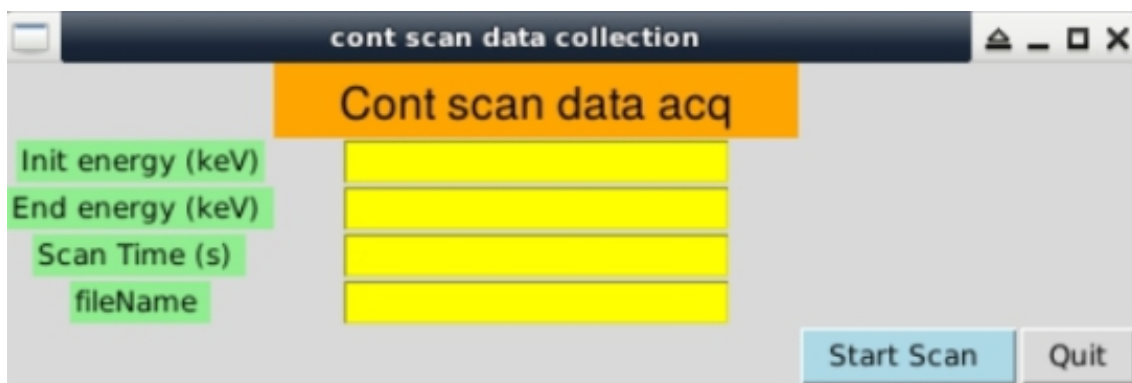 cont scan data collection
Cont scan data acq
Init energy (keV)
End energy (keV)
Scan Time (s)
fileName
Start Scan Quit